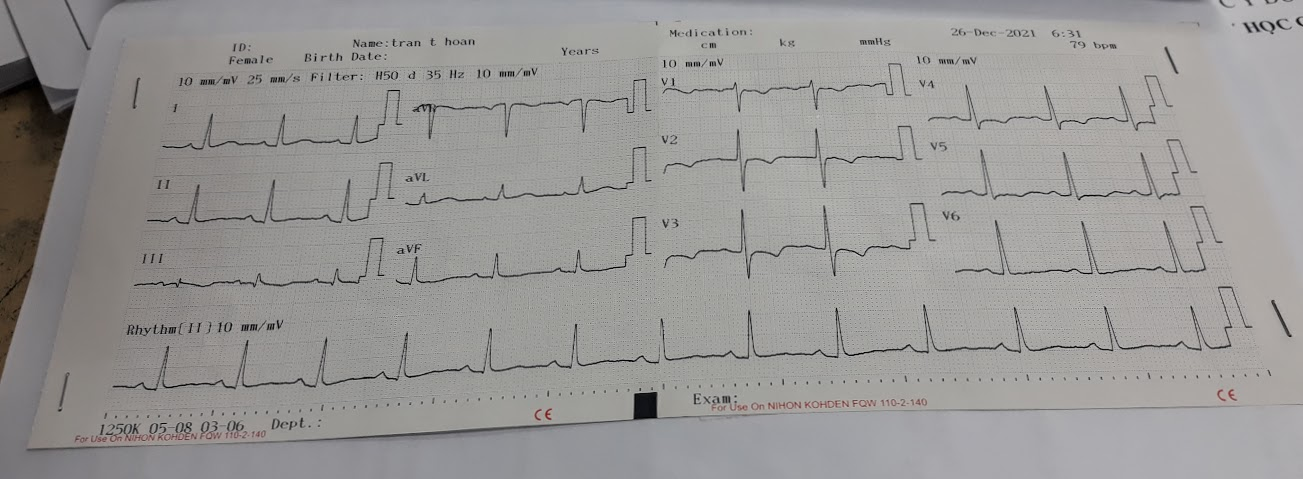 ID:
Name:tran t hoan
Female
Birth Date:
Years
Medication:
cm
kg
mmHg
26-Dec-2021 6:31
79 bpm
10 mm/mV 25 mm/s Filter: H50 d 35 Hz 10 mm/mV
10 mm/mV
10 mm/mV
I
aVR
V1
V4
II
aVL
V2
V5
III
aVF
V3
V6
Rhythm(II)10 mm/mV
1250K 05-08 03-06
Dept.:
Exam:
For Use On NIHON KOHDEN FQW 110-2-140
CE
For Use On NIHON KOHDEN FQW 110-2-140
CE
HỌC